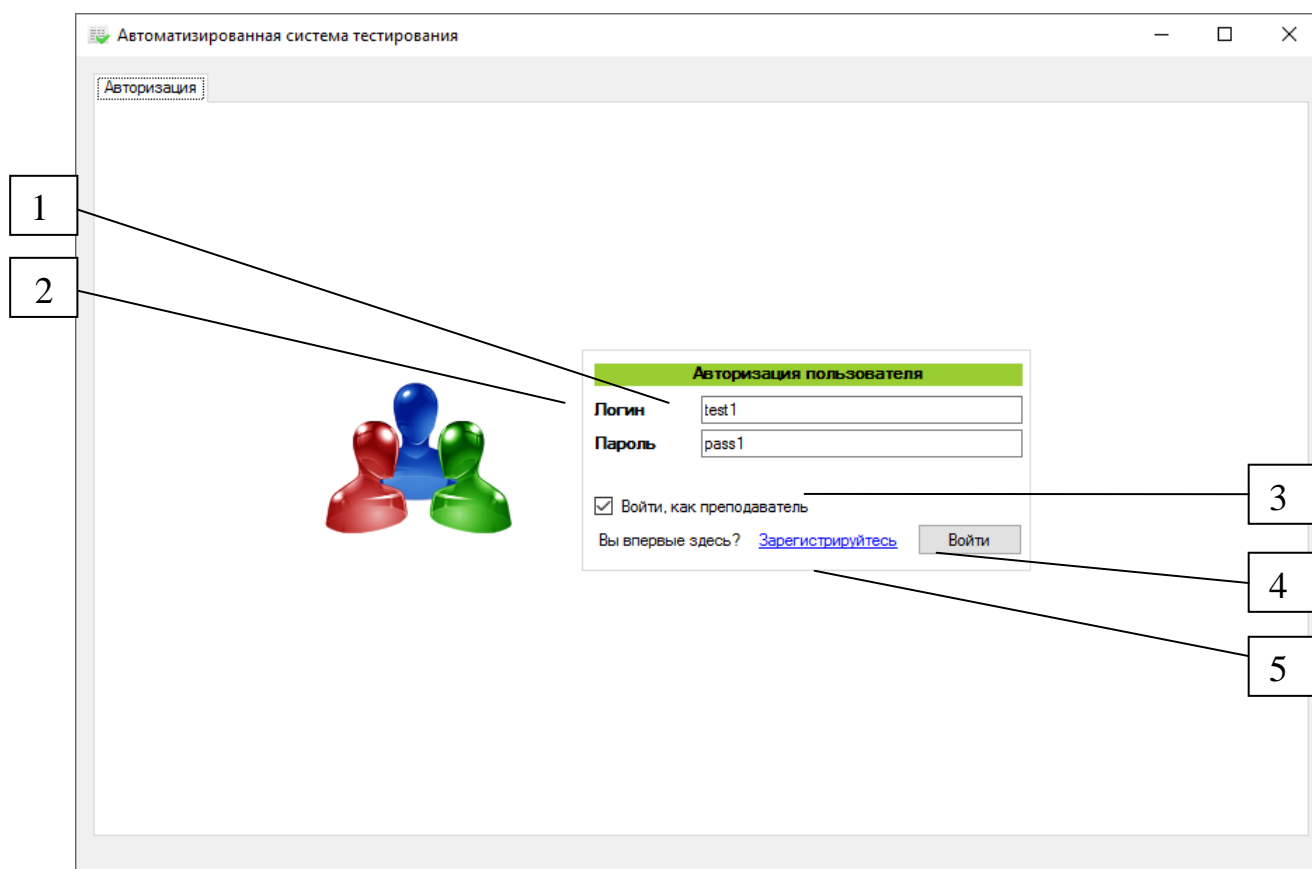 Автоматизированная система тестирования
Авторизация
1
2
Авторизация пользователя
Логин test1
Пароль pass1
3
Войти, как преподаватель
Вы впервые здесь? Зарегистрируйтесь Войти
4
5